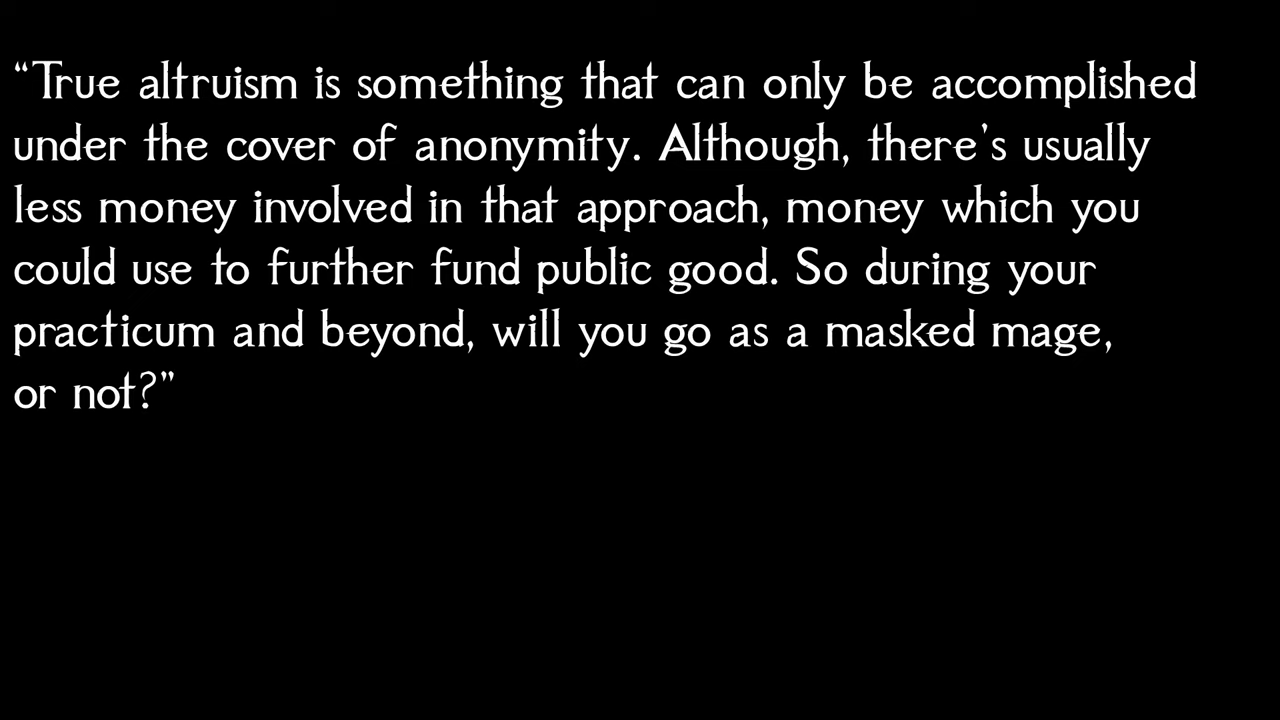 “True altruism is something that can only be accomplished
under the cover of anonymity. Although, there's usually
less money involved in that approach, money which you
could use to further fund public good. So during your
practicum and beyond, will you go as a masked mage,
or not?”